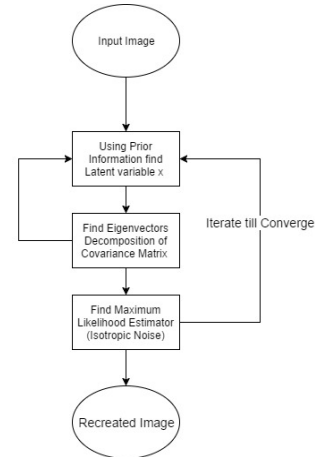 Input Image
Using Prior
Information find
Latent variable x
Find Eigenvectors
Decomposition of
Covariance Matrix
Iterate till Converge
Find Maximum
Likelihood Estimator
(Isotropic Noise)
Recreated Image